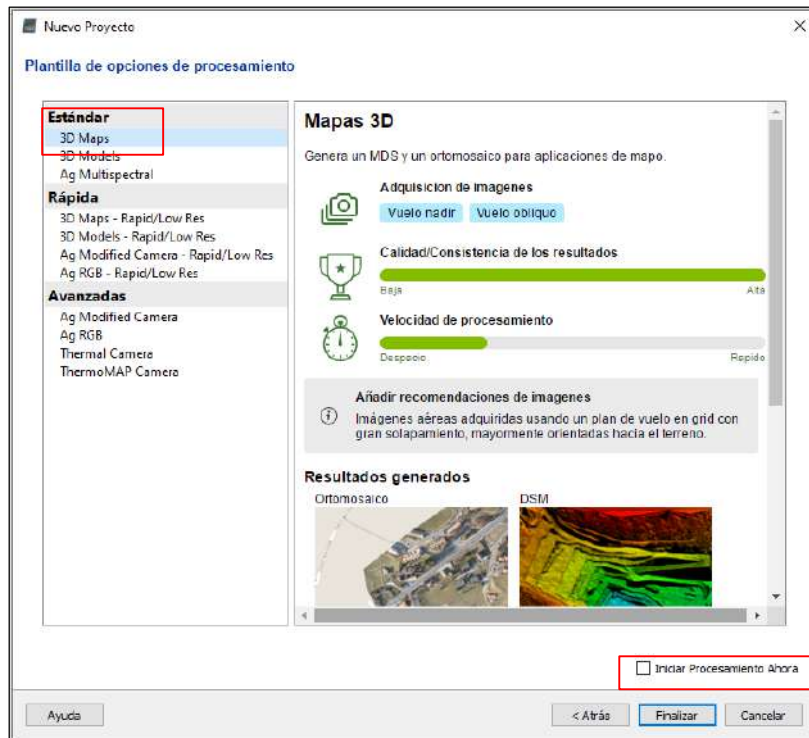 Nuevo Proyecto
Plantilla de opciones de procesamiento
Estándar
3D Maps
3D Models
Ag Multispectral
Rápida
3D Maps - Rapid/Low Res
3D Models - Rapid/Low Res
Ag Modified Camera - Rapid/Low Res
Ag RGB - Rapid/Low Res
Avanzadas
Ag Modified Camera
Ag RGB
Thermal Camera
ThermoMAP Camera
Mapas 3D
Genera un MDS y un ortomosaico para aplicaciones de mapo.
Adquisicion de imagenes
Vuelo nadir Vuelo oblicuo
Calidad/Consistencia de los resultados
Baja Alta
Velocidad de procesamiento
Despacio Rapido
Añadir recomendaciones de imagenes
Imágenes aéreas adquiridas usando un plan de vuelo en grid con
gran solapamiento, mayormente orientadas hacia el terreno.
Resultados generados
Ortomosaico DSM
Iniciar Procesamiento Ahora
Ayuda < Atrás Finalizar Cancelar